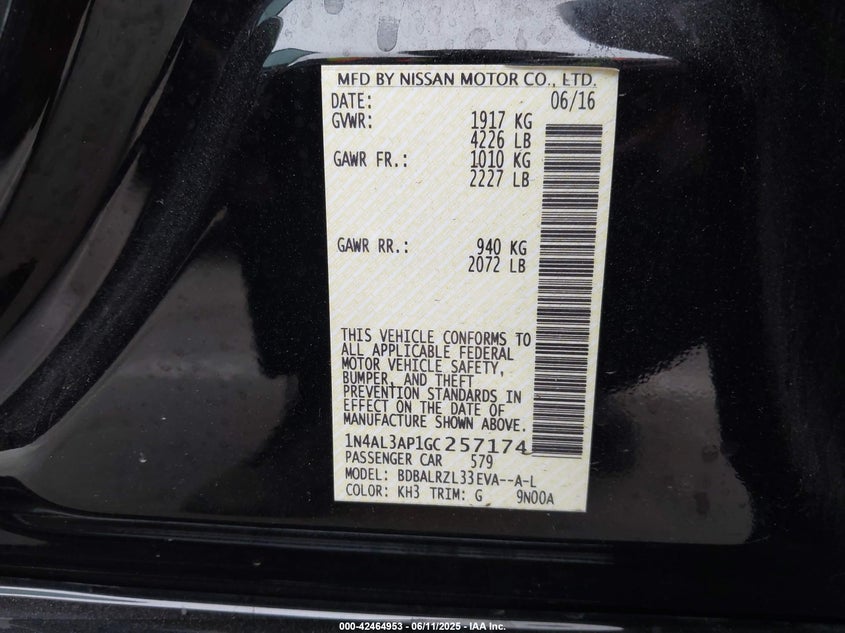 MFD BY NISSAN MOTOR CO., LTD.
DATE: 06/16
GVWR: 1917 KG
4226 LB
GAWR FR.: 1010 KG
2227 LB
GAWR RR.: 940 KG
2072 LB
THIS VEHICLE CONFORMS TO
ALL APPLICABLE FEDERAL
MOTOR VEHICLE SAFETY,
BUMPER, AND THEFT
PREVENTION STANDARDS IN
EFFECT ON THE DATE OF
MANUFACTURE SHOWN ABOVE.
1N4AL3AP1GC257174
PASSENGER CAR 579
MODEL: BDBALRZL33EVA--A-L
COLOR: KH3 TRIM: G 9N00A
000-42464953 - 06/11/2025 - IAA Inc.